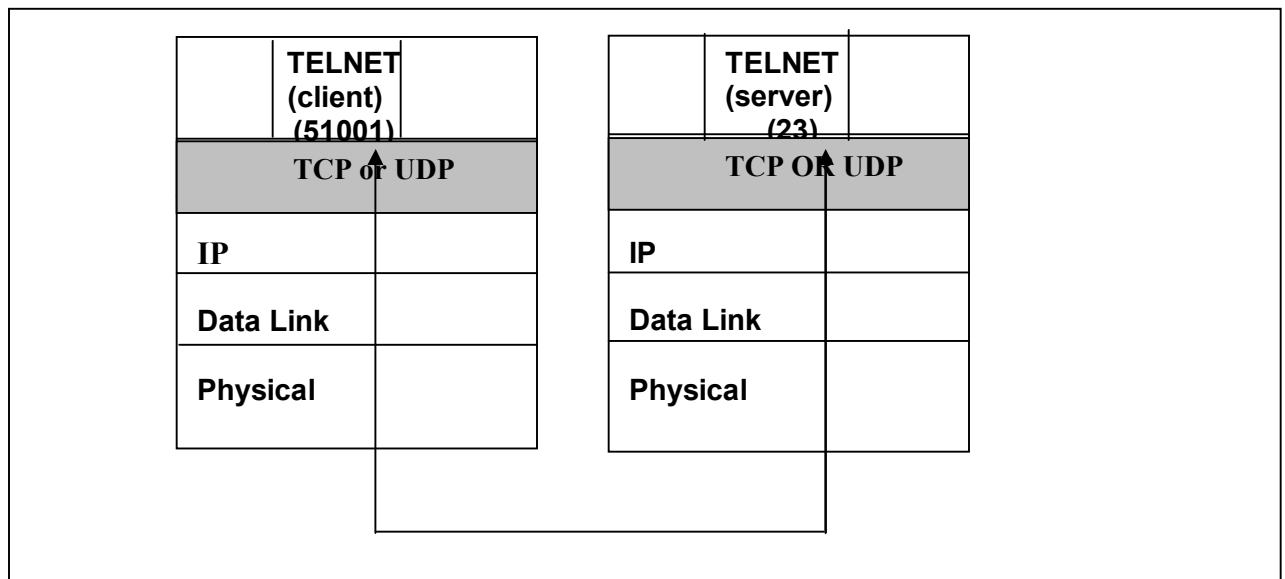 TELNET
(client)
(51001)
TCP or UDP
IP
Data Link
Physical
TELNET
(server)
(23)
TCP OR UDP
IP
Data Link
Physical